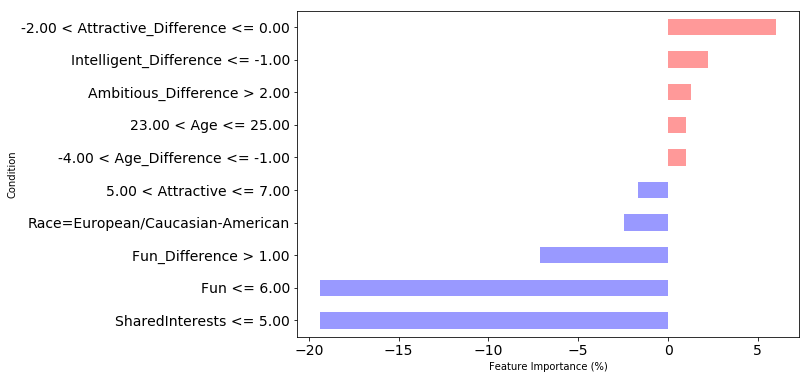 -2.00 < Attractive_Difference <= 0.00
Intelligent_Difference <= -1.00
Ambitious_Difference > 2.00
23.00 < Age <= 25.00
-4.00 < Age_Difference <= -1.00
5.00 < Attractive <= 7.00
Race=European/Caucasian-American
Fun_Difference > 1.00
Fun <= 6.00
SharedInterests <= 5.00
Condition
−20 −15 −10 −5 0 5
Feature Importance (%)